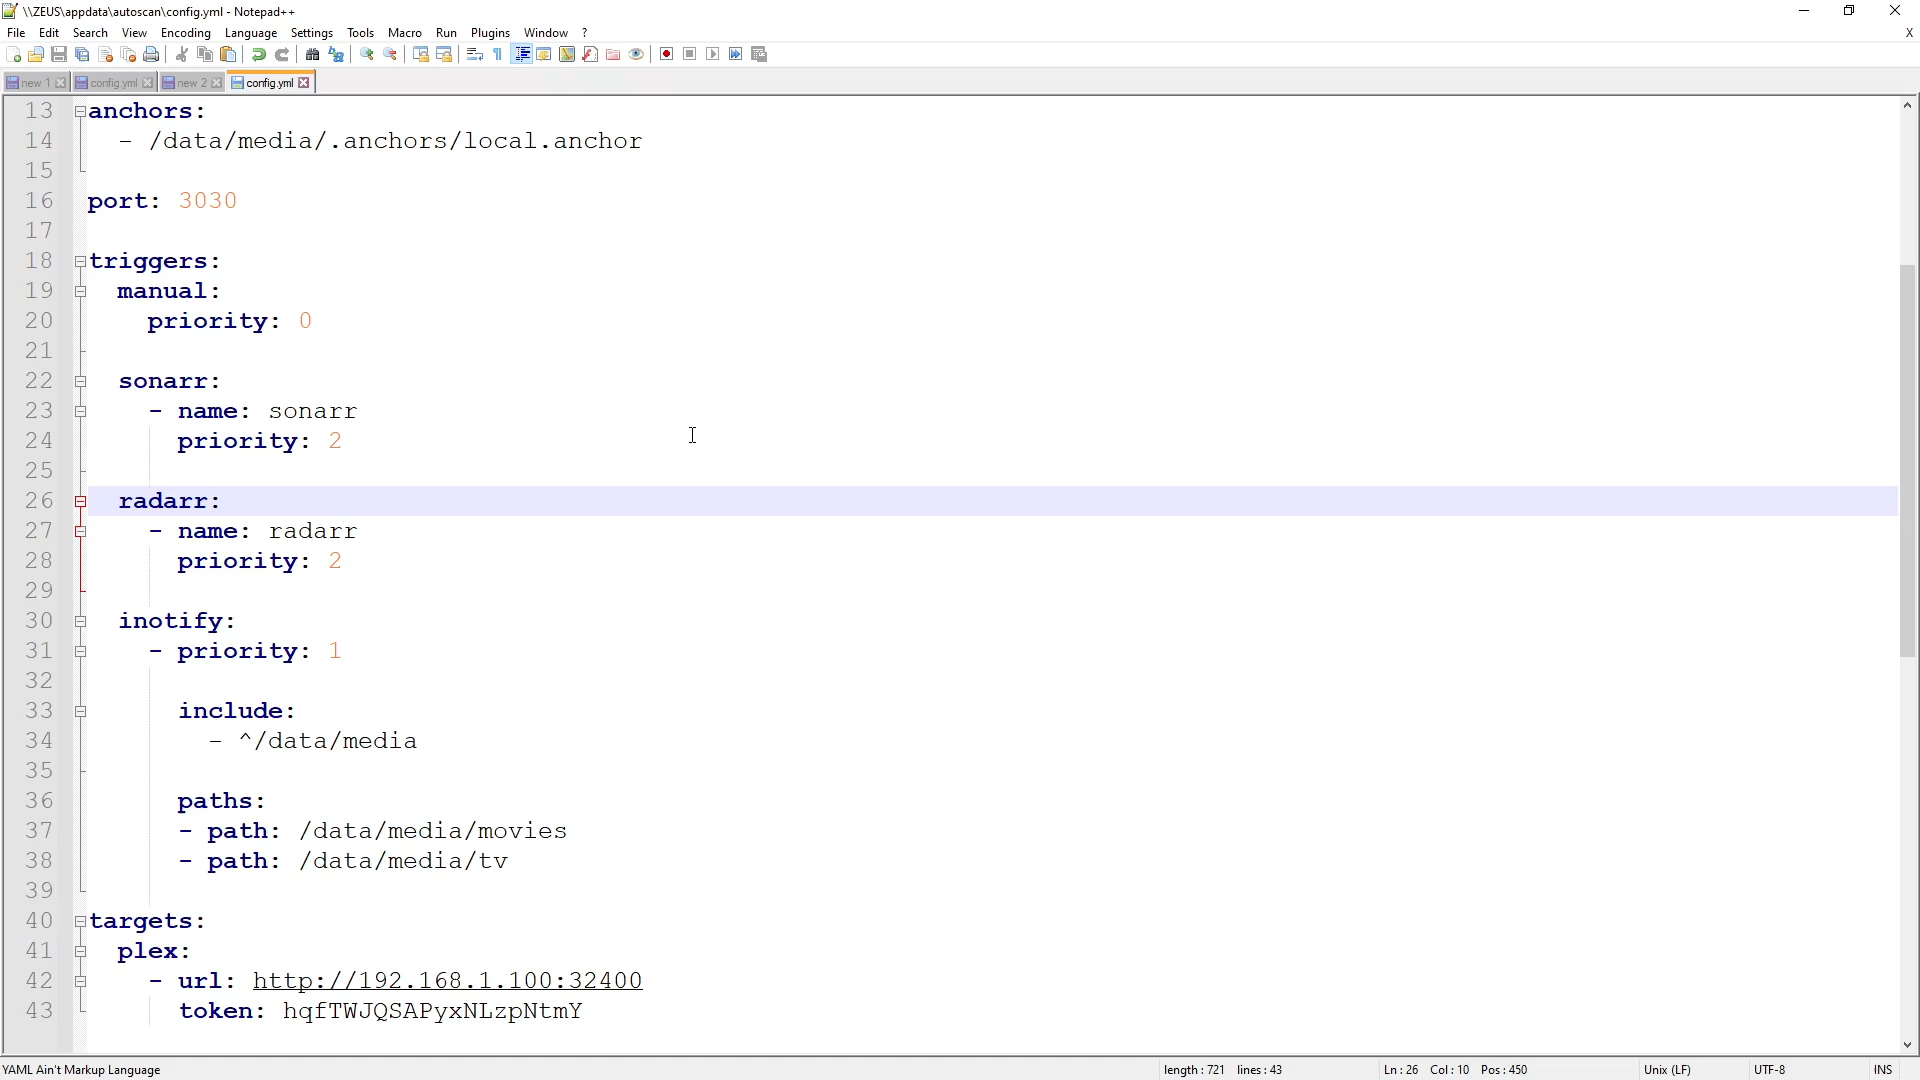 \\ZEUS\appdata\autoscan\config.yml - Notepad++
File Edit Search View Encoding Language Settings Tools Macro Run Plugins Window ? X
new 1 config.yml new 2 config.yml
13 anchors:
14 - /data/media/.anchors/local.anchor
15
16 port: 3030
17
18 triggers:
19 manual:
20 priority: 0
21
22 sonarr:
23 - name: sonarr
24 priority: 2
25
26 radarr:
27 - name: radarr
28 priority: 2
29
30 inotify:
31 - priority: 1
32
33 include:
34 - ^/data/media
35
36 paths:
37 - path: /data/media/movies
38 - path: /data/media/tv
39
40 targets:
41 plex:
42 - url: http://192.168.1.100:32400
43 token: hqfTWJQSAPyxNLzpNtmY
YAML Ain't Markup Language length : 721 lines : 43 Ln : 26 Col : 10 Pos : 450 Unix (LF) UTF-8 INS